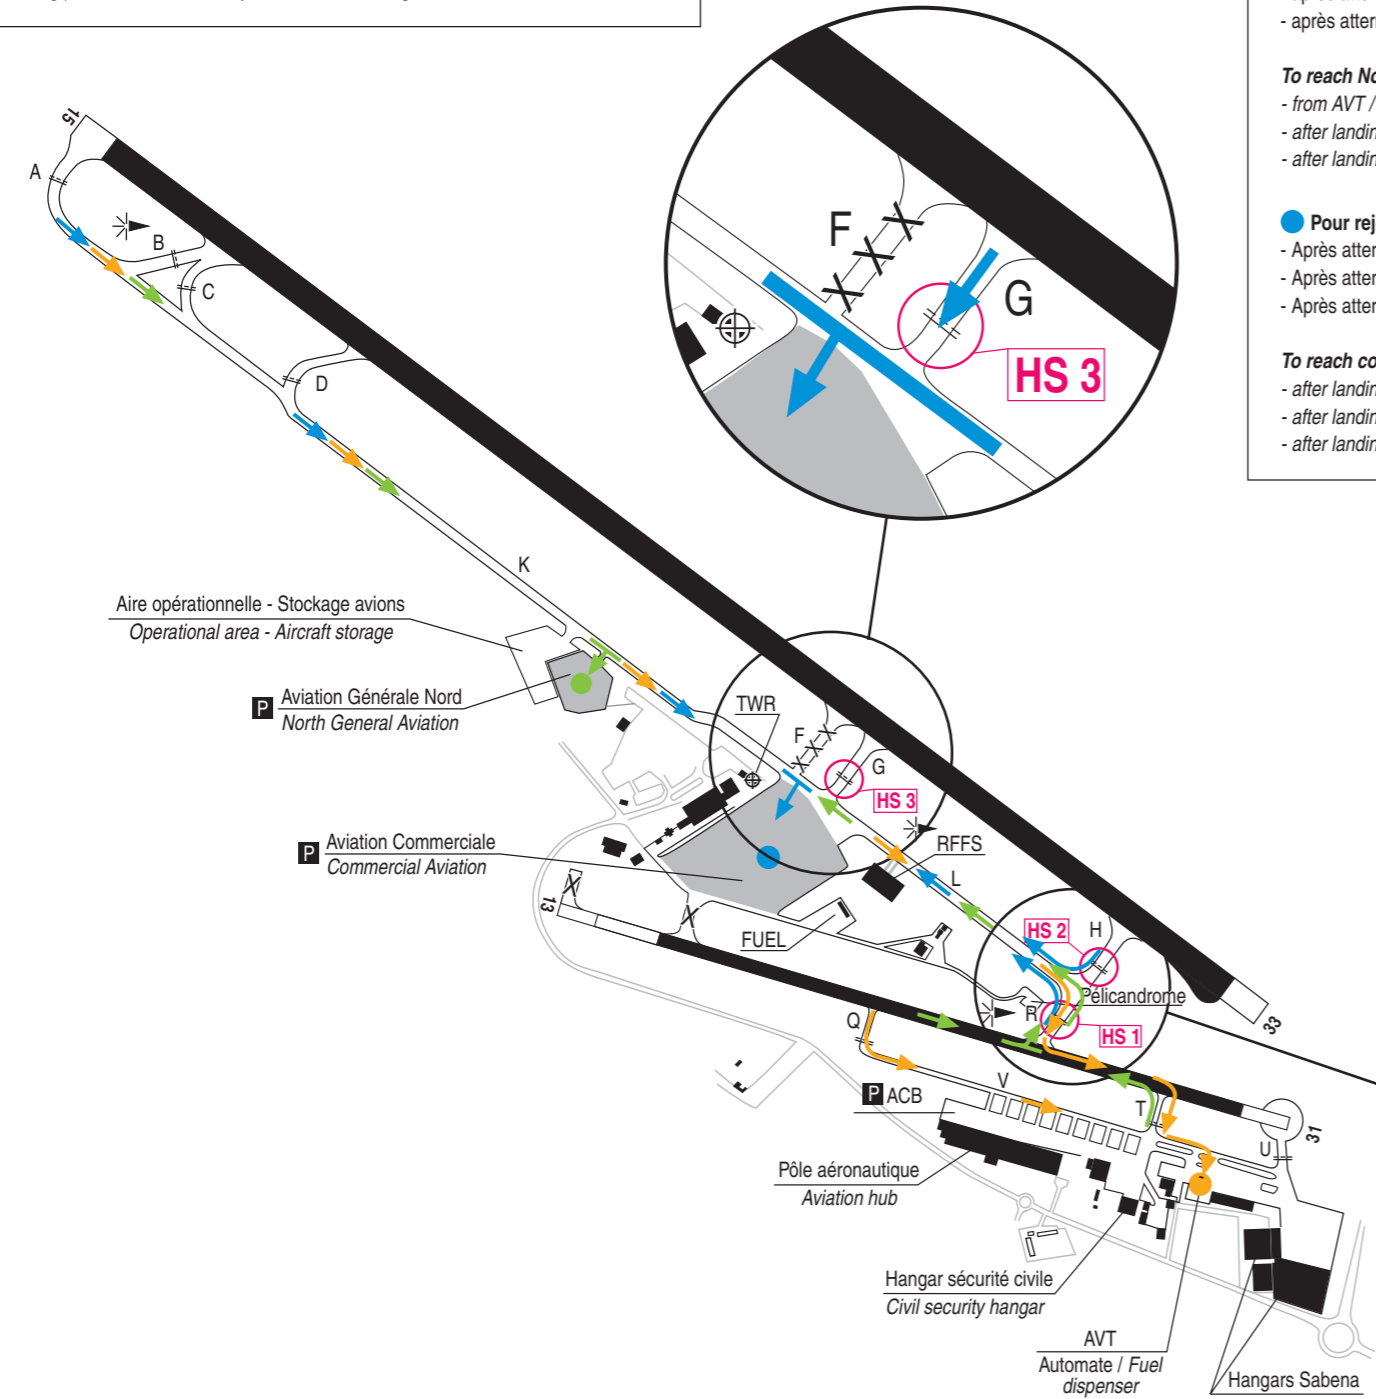 - après atter
To reach No
- from AVT /
- after landin
- after landin
Pour rej
- Après atter
- Après atter
- Après atter
To reach co
- after landin
- after landin
- after landin
15
A
B
C
D
F
G
HS 3
K
Aire opérationnelle - Stockage avions
Operational area - Aircraft storage
P Aviation Générale Nord
North General Aviation
TWR
F
G
HS 3
P Aviation Commerciale
Commercial Aviation
RFFS
L
13
FUEL
HS 2
H
Pélicandrome
R
HS 1
33
Q
V
P ACB
T
31
U
Pôle aéronautique
Aviation hub
Hangar sécurité civile
Civil security hangar
AVT
Automate / Fuel
dispenser
Hangars Sabena